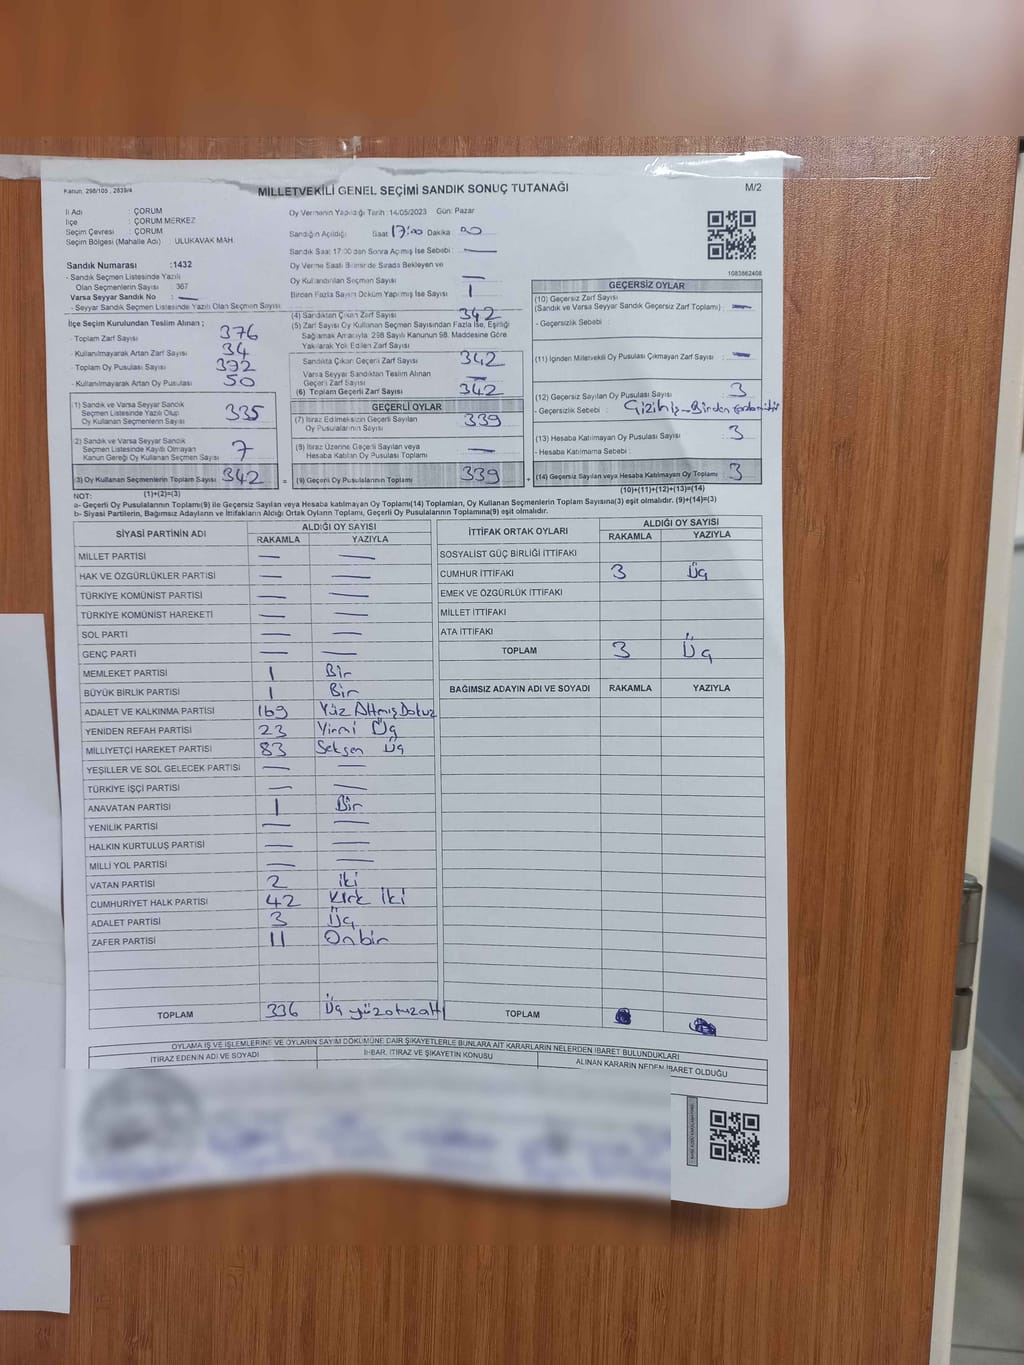 Kanun: 298/105, 2839/4
MİLLETVEKİLİ GENEL SEÇİMİ SANDIK SONUÇ TUTANAĞI
M/2
İl Adı : ÇORUM
İlçe : ÇORUM MERKEZ
Seçim Çevresi : ÇORUM
Seçim Bölgesi (Mahalle Adı) : ULUKAVAK MAH.
Sandık Numarası :1432
- Sandık Seçmen Listesinde Yazılı
Olan Seçmenlerin Sayısı : 367
Varsa Seyyar Sandık No : —
- Seyyar Sandık Seçmen Listesinde Yazılı Olan Seçmen Sayısı
İlçe Seçim Kurulundan Teslim Alınan ;
- Toplam Zarf Sayısı 376
- Kullanılmayarak Artan Zarf Sayısı 34
- Toplam Oy Pusulası Sayısı 392
- Kullanılmayarak Artan Oy Pusulası 50
(1) Sandık ve Varsa Seyyar Sandık
Seçmen Listesinde Yazılı Olup
Oy Kullanan Seçmenlerin Sayısı 335
(2) Sandık ve Varsa Seyyar Sandık
Seçmen Listesinde Kaydı Olmayan
Kanun Gereği Oy Kullanan Seçmen Sayısı 7
(3) Oy Kullanan Seçmenlerin Toplam Sayısı 342
(1)+(2)=(3)
Oy Vermenin Yapıldığı Tarih :14/05/2023 Gün: Pazar
Sandığın Açıldığı Saat: 17:00 Dakika
Sandık Saat 17:00'dan Sonra Açılmış İse Sebebi : —
Oy Verme Saati Bitiminde Sırada Bekleyen ve
Oy Kullandırılan Seçmen Sayısı —
Birden Fazla Sayım Döküm Yapılmış İse Sayısı 1
(4) Sandıktan Çıkan Zarf Sayısı 342
(5) Zarf Sayısı Oy Kullanan Seçmen Sayısından Fazla İse, Eşitliği
Sağlamak Amacıyla; 298 Sayılı Kanunun 98. Maddesine Göre
Yakılarak Yok Edilen Zarf Sayısı
Sandıkta Çıkan Geçerli Zarf Sayısı 342
Varsa Seyyar Sandıktan Teslim Alınan
Geçerli Zarf Sayısı —
(6) Toplam Geçerli Zarf Sayısı 342
GEÇERLİ OYLAR
(7) İtiraz Edilmeksizin Geçerli Sayılan
Oy Pusulalarının Sayısı 339
(8) İtiraz Üzerine Geçerli Sayılan veya
Hesaba Katılan Oy Pusulası Toplamı —
= (9) Geçerli Oy Pusulalarının Toplamı 339
1083862408
GEÇERSİZ OYLAR
(10) Geçersiz Zarf Sayısı
(Sandık ve Varsa Seyyar Sandık Geçersiz Zarf Toplamı) : —
- Geçersizlik Sebebi :
(11) İçinden Milletvekili Oy Pusulası Çıkmayan Zarf Sayısı : —
(12) Geçersiz Sayılan Oy Pusulası Sayısı : 3
- Geçersizlik Sebebi :
(13) Hesaba Katılmayan Oy Pusulası Sayısı : 3
- Hesaba Katılmama Sebebi :
+ (14) Geçersiz Sayılan veya Hesaba Katılmayan Oy Toplamı : 3
(10)+(11)+(12)+(13)=(14)
NOT:
a- Geçerli Oy Pusulalarının Toplamı(9) ile Geçersiz Sayılan veya Hesaba katılmayan Oy Toplamı(14) Toplamları, Oy Kullanan Seçmenlerin Toplam Sayısına(3) eşit olmalıdır. (9)+(14)=(3)
b- Siyasi Partilerin, Bağımsız Adayların ve İttifakların Aldığı Ortak Oyların Toplamı, Geçerli Oy Pusulalarının Toplamına(9) eşit olmalıdır.
SİYASİ PARTİNİN ADI
ALDIĞI OY SAYISI
RAKAMLA YAZIYLA
MİLLET PARTİSİ — —
HAK VE ÖZGÜRLÜKLER PARTİSİ — —
TÜRKİYE KOMÜNİST PARTİSİ — —
TÜRKİYE KOMÜNİST HAREKETİ — —
SOL PARTİ — —
GENÇ PARTİ — —
MEMLEKET PARTİSİ 1 Bir
BÜYÜK BİRLİK PARTİSİ 1 Bir
ADALET VE KALKINMA PARTİSİ 169 Yüz Altmış Dokuz
YENİDEN REFAH PARTİSİ 23 Yirmi Üç
MİLLİYETÇİ HAREKET PARTİSİ 83 Seksen Üç
YEŞİLLER VE SOL GELECEK PARTİSİ — —
TÜRKİYE İŞÇİ PARTİSİ — —
ANAVATAN PARTİSİ 1 Bir
YENİLİK PARTİSİ — —
HALKIN KURTULUŞ PARTİSİ — —
MİLLİ YOL PARTİSİ — —
VATAN PARTİSİ 2 iki
CUMHURİYET HALK PARTİSİ 42 Kırk iki
ADALET PARTİSİ 3 Üç
ZAFER PARTİSİ 11 Onbir
TOPLAM 336 Üç yüzotuzaltı
İTTİFAK ORTAK OYLARI
ALDIĞI OY SAYISI
RAKAMLA YAZIYLA
SOSYALİST GÜÇ BİRLİĞİ İTTİFAKI
CUMHUR İTTİFAKI 3 Üç
EMEK VE ÖZGÜRLÜK İTTİFAKI
MİLLET İTTİFAKI
ATA İTTİFAKI
TOPLAM 3 Üç
BAĞIMSIZ ADAYIN ADI VE SOYADI RAKAMLA YAZIYLA
TOPLAM
OYLAMA İŞ VE İŞLEMLERİNE VE OYLARIN SAYIM DÖKÜMÜNE DAİR ŞİKAYETLERLE BUNLARA AİT KARARLARIN NELERDEN İBARET BULUNDUKLARI
İTİRAZ EDENİN ADI VE SOYADI
İHBAR, İTİRAZ VE ŞİKAYETİN KONUSU
ALINAN KARARIN NEDEN İBARET OLDUĞU